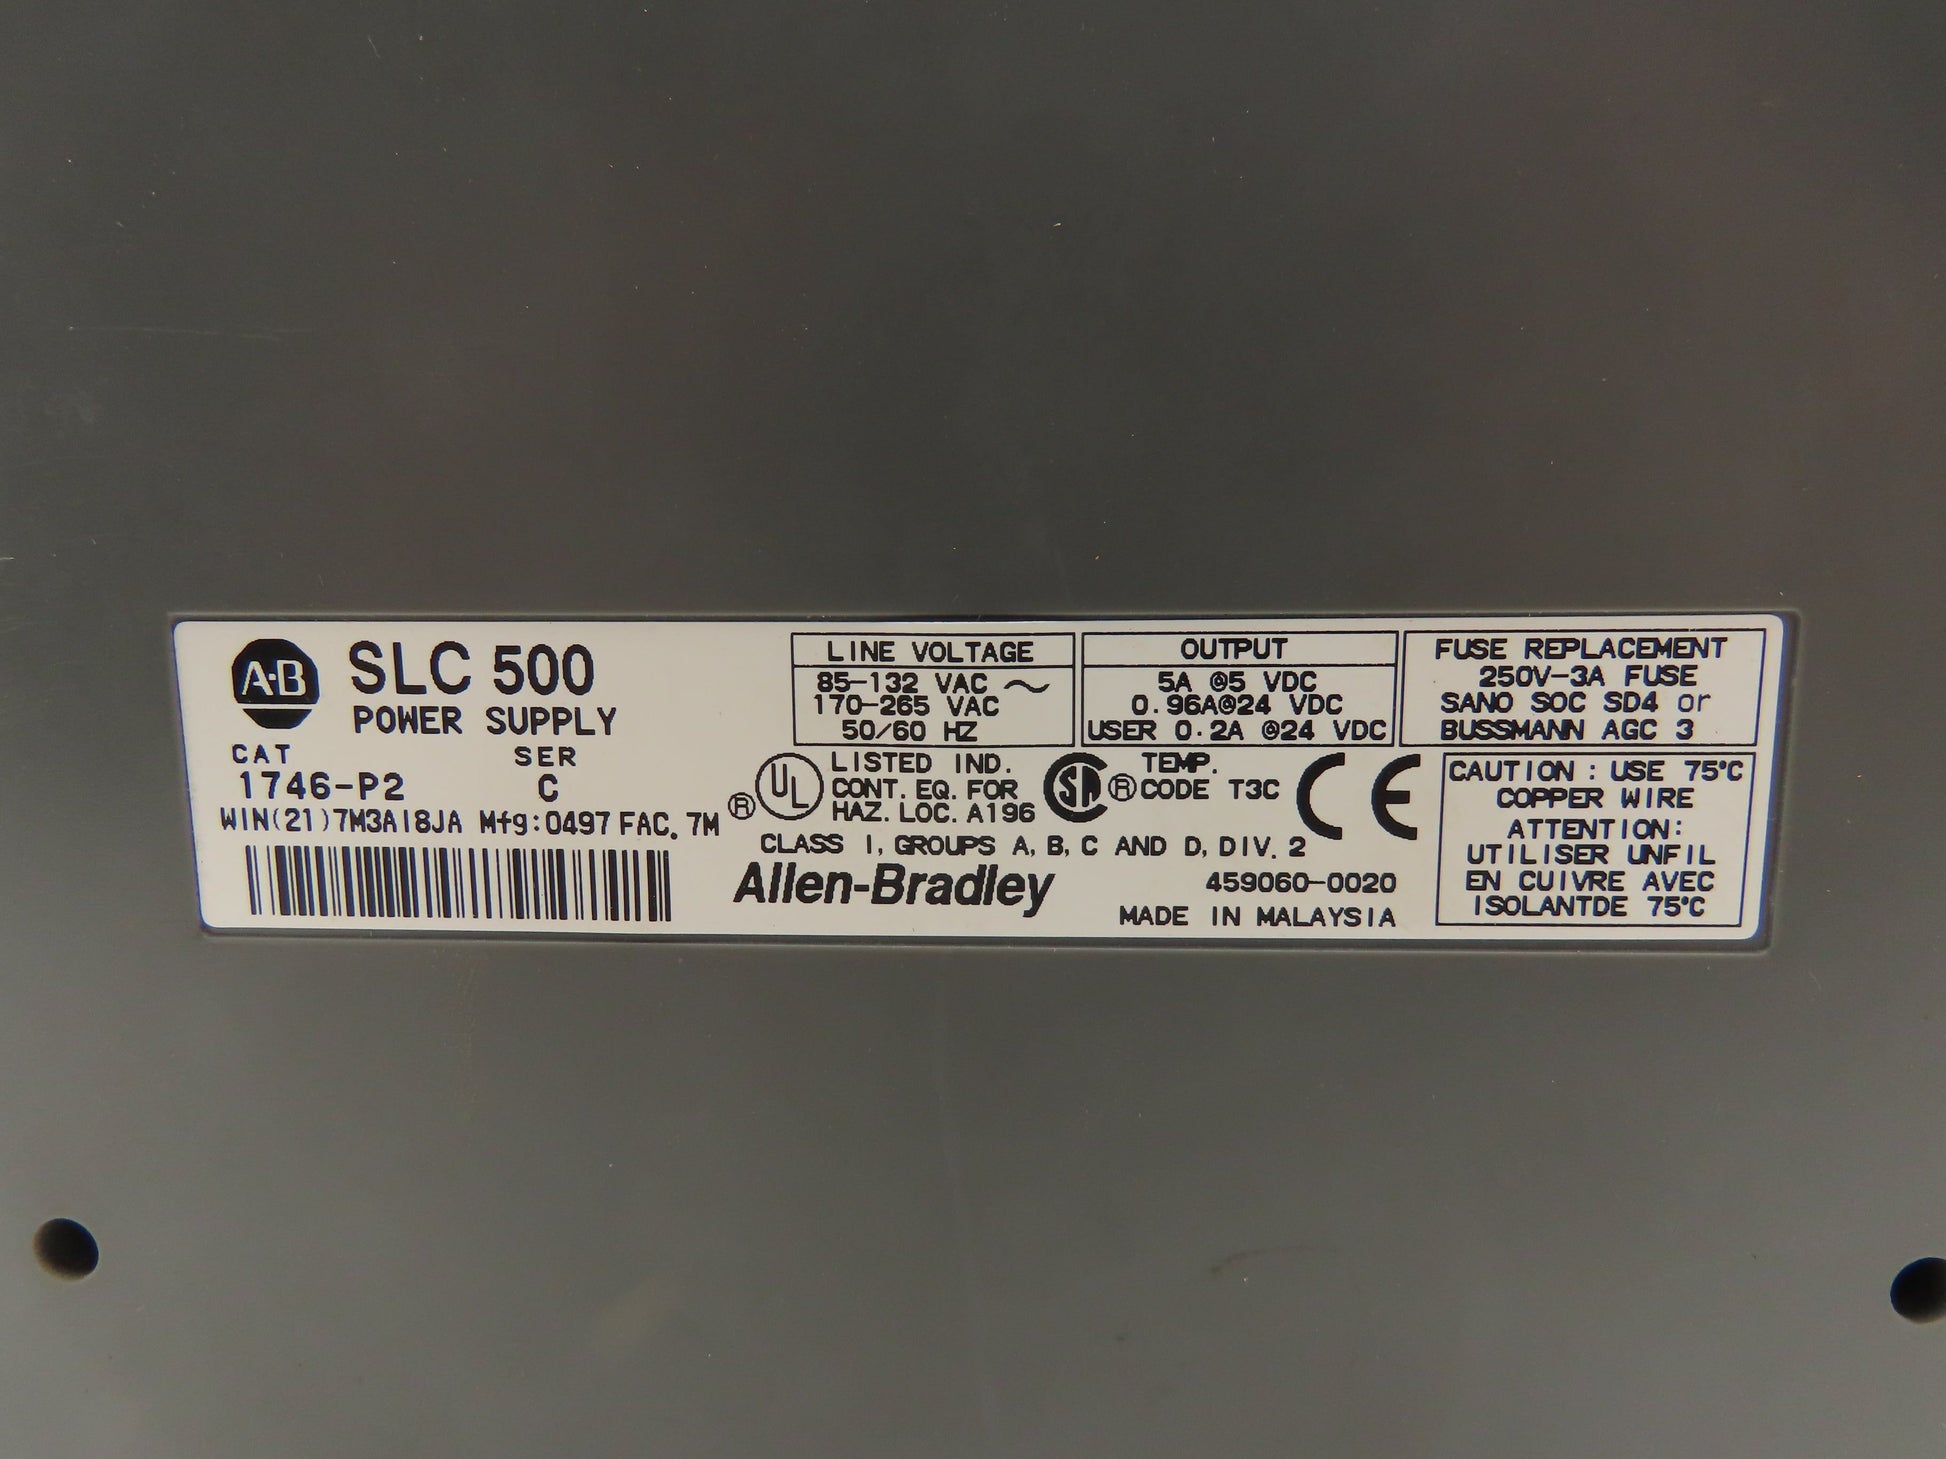 A·B
SLC 500
POWER SUPPLY
CAT SER
1746-P2 C
WIN(21)7M3AI8JA Mfg:0497 FAC. 7M
LINE VOLTAGE
85-132 VAC ~
170-265 VAC
50/60 HZ
OUTPUT
5A @5 VDC
0.96A@24 VDC
USER 0.2A @24 VDC
FUSE REPLACEMENT
250V-3A FUSE
SANO SOC SD4 or
BUSSMANN AGC 3
® UL
LISTED IND.
CONT. EQ. FOR
HAZ. LOC. A196
SA ®
TEMP.
CODE T3C
CE
CLASS I, GROUPS A, B, C AND D, DIV. 2
Allen-Bradley
459060-0020
MADE IN MALAYSIA
CAUTION : USE 75°C
COPPER WIRE
ATTENTION:
UTILISER UNFIL
EN CUIVRE AVEC
ISOLANTDE 75°C